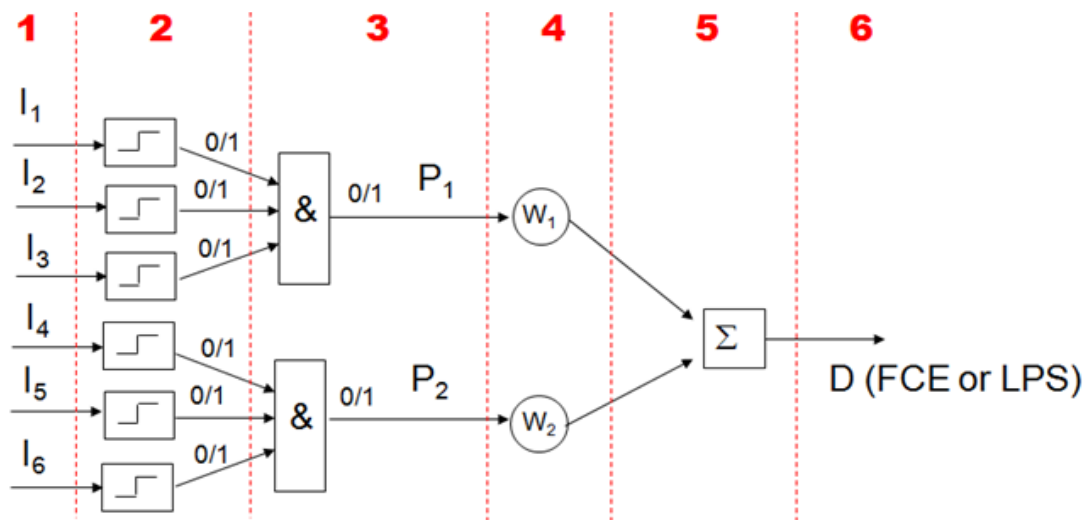 1 2 3 4 5 6
I₁
0/1
I₂
0/1
I₃
0/1
& 0/1 P₁
W₁
I₄
0/1
I₅
0/1
I₆
0/1
& 0/1 P₂
W₂
Σ
D (FCE or LPS)